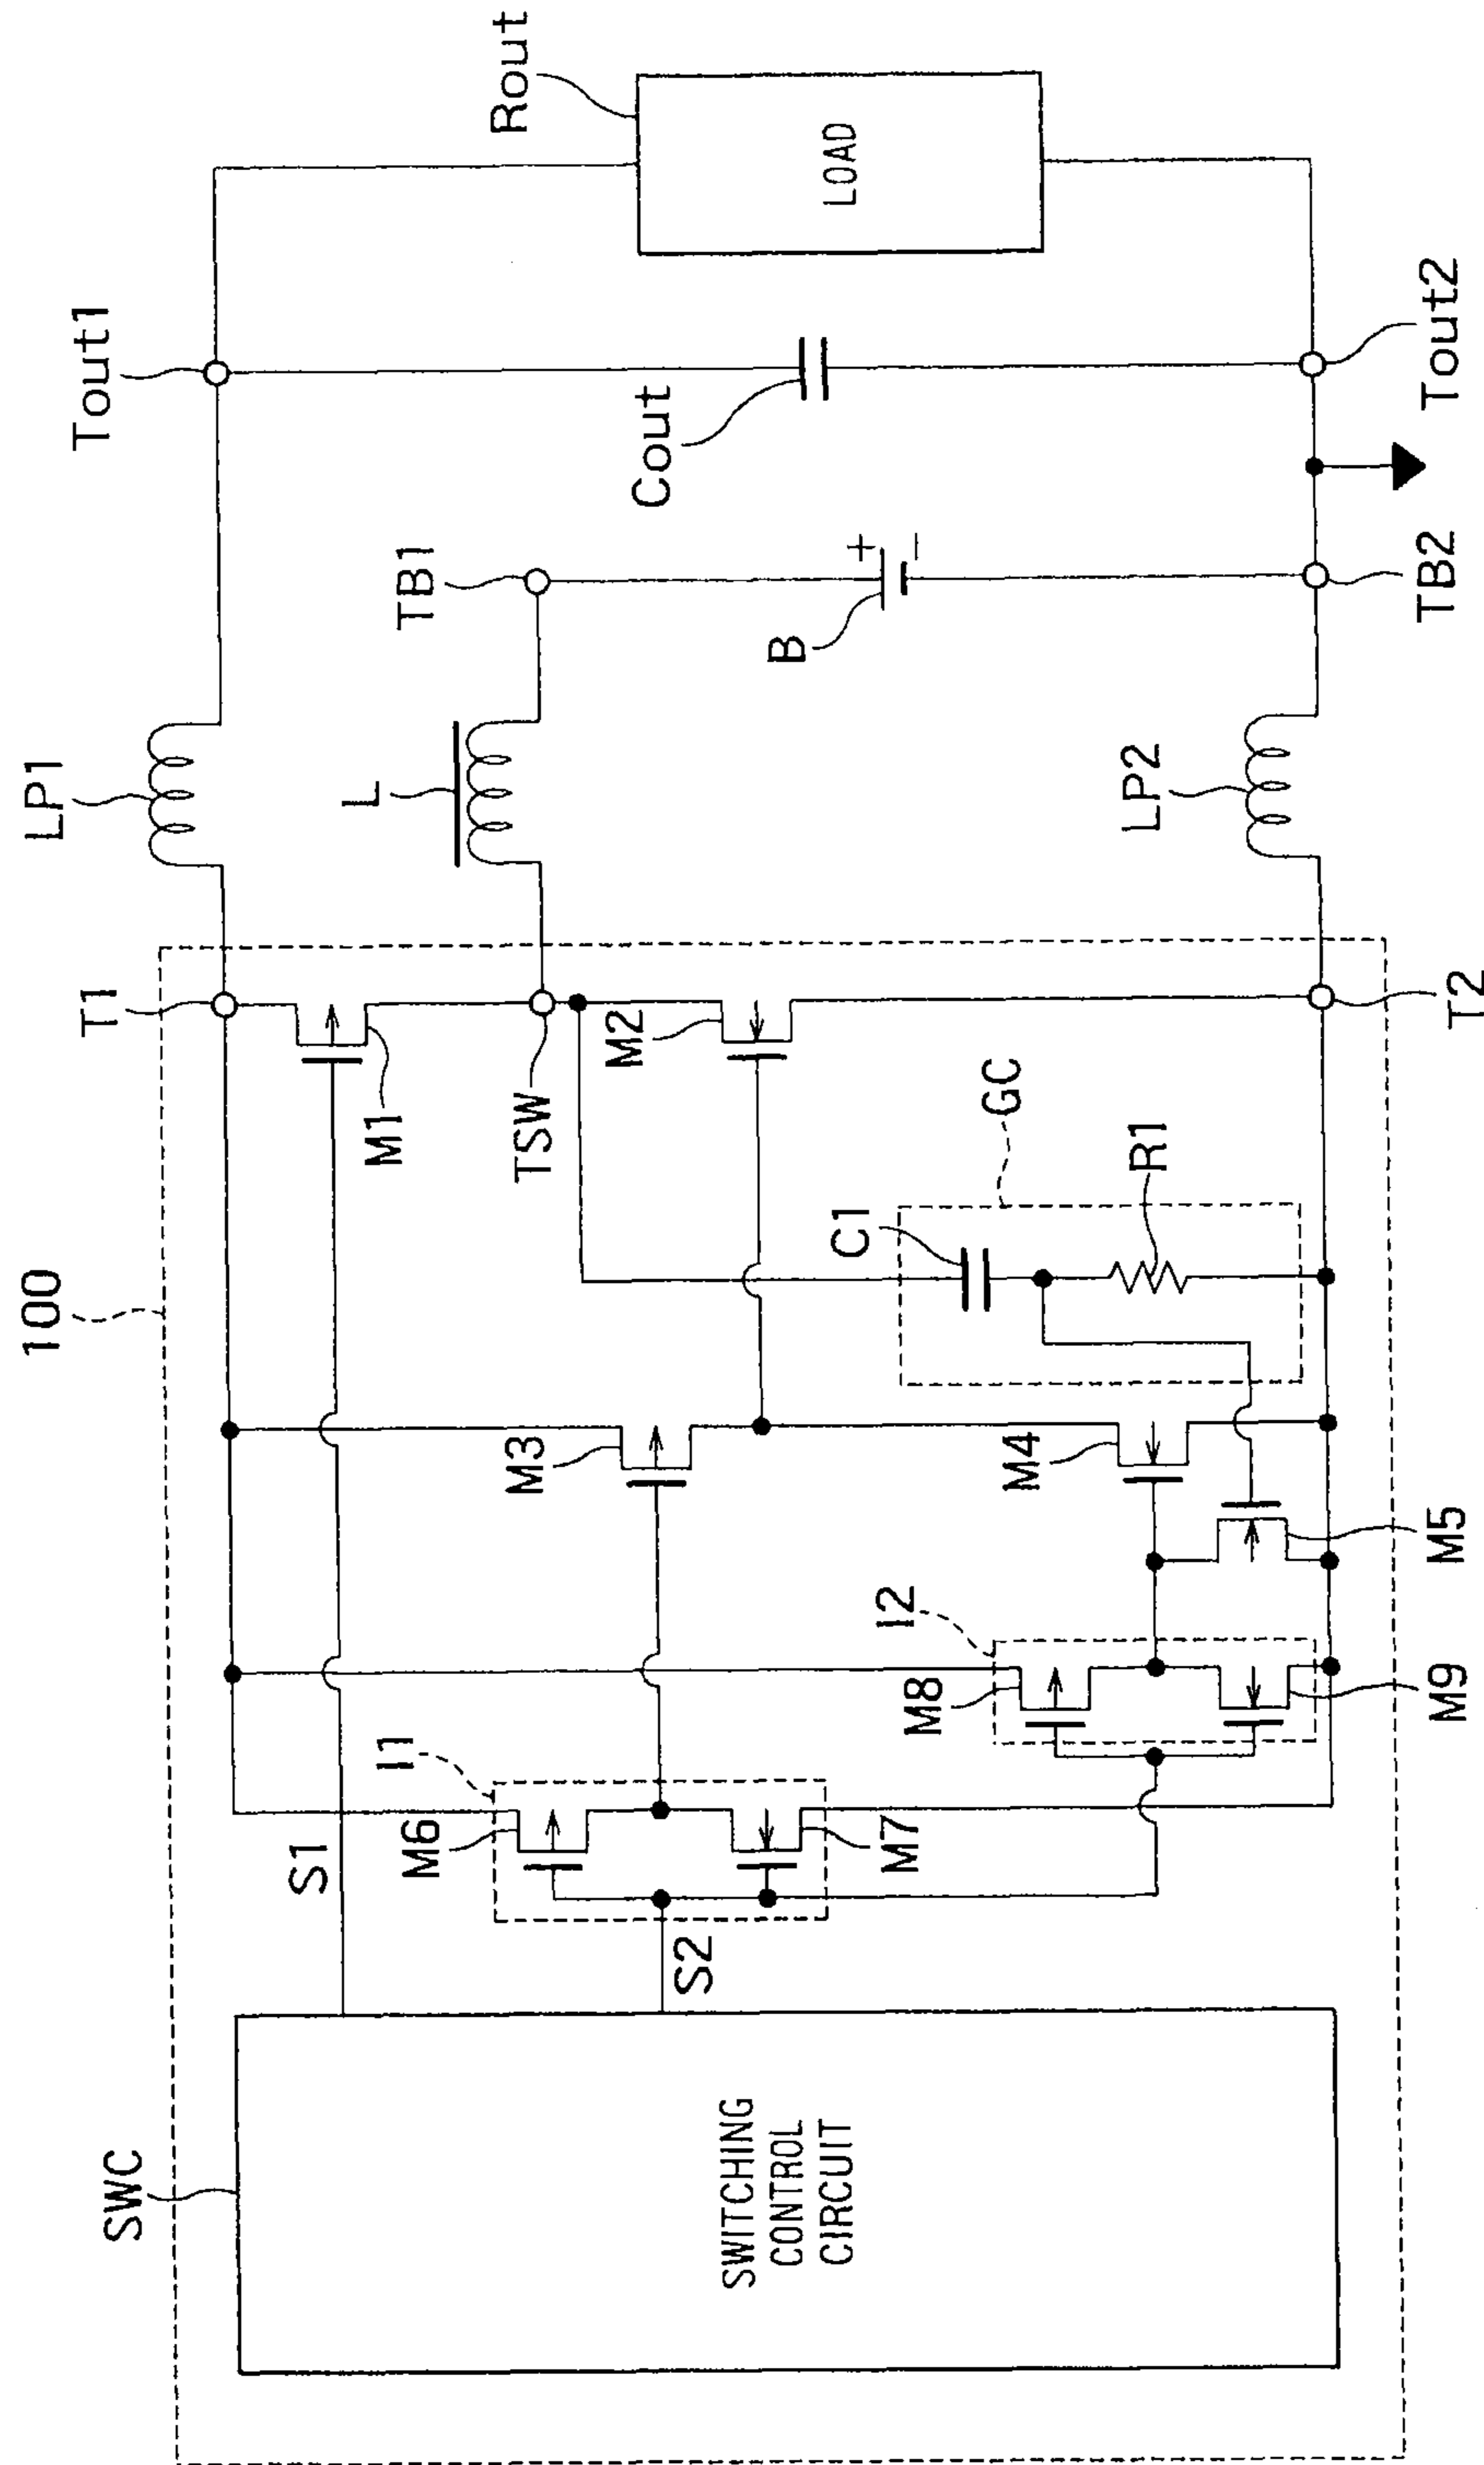 100
LP1
T1
Tout1
SWC
S1
L
M1
I1
TB1
M6
Rout
M3
TSW
M2
Cout
S2
SWITCHING
CONTROL
CIRCUIT
B
+
−
LOAD
C1
I2
M7
M8
GC
M4
LP2
R1
M9
M5
T2
TB2
Tout2